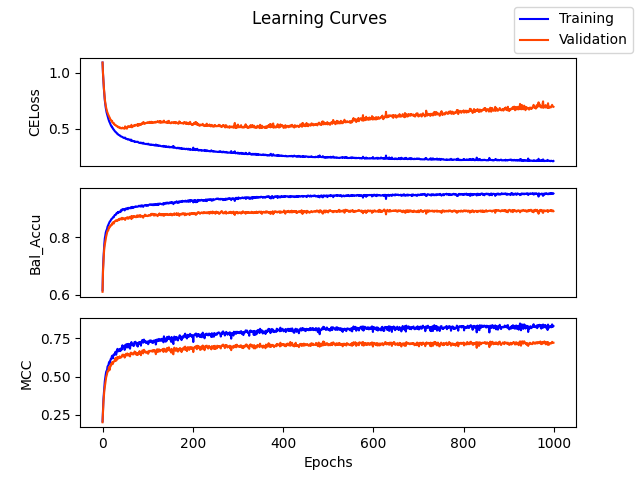 Learning Curves
Training
Validation
CELoss
1.0
0.5
Bal_Accu
0.8
0.6
MCC
0.75
0.50
0.25
0 200 400 600 800 1000
Epochs